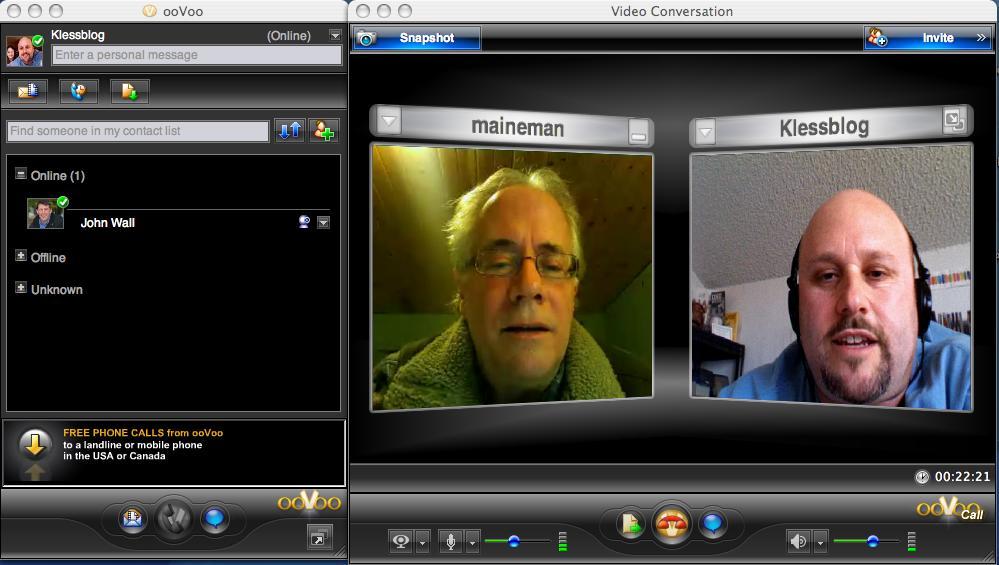 ooVoo
Klessblog
(Online)
Enter a personal message
Find someone in my contact list
Online (1)
John Wall
Offline
Unknown
FREE PHONE CALLS from ooVoo
to a landline or mobile phone
in the USA or Canada
ooVoo
Video Conversation
Snapshot
Invite »
maineman
Klessblog
00:22:21
ooVoo Call